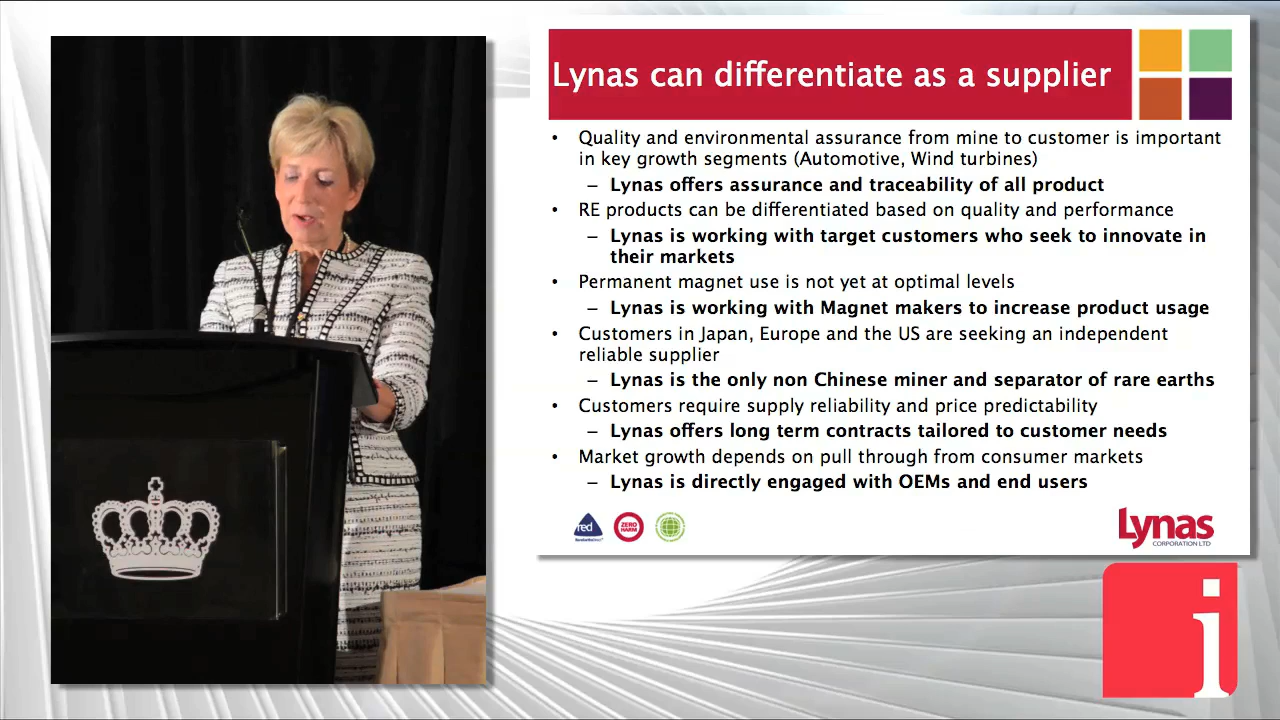 Lynas can differentiate as a supplier
• Quality and environmental assurance from mine to customer is important
in key growth segments (Automotive, Wind turbines)
– Lynas offers assurance and traceability of all product
• RE products can be differentiated based on quality and performance
– Lynas is working with target customers who seek to innovate in
their markets
• Permanent magnet use is not yet at optimal levels
– Lynas is working with Magnet makers to increase product usage
• Customers in Japan, Europe and the US are seeking an independent
reliable supplier
– Lynas is the only non Chinese miner and separator of rare earths
• Customers require supply reliability and price predictability
– Lynas offers long term contracts tailored to customer needs
• Market growth depends on pull through from consumer markets
– Lynas is directly engaged with OEMs and end users
red
ZERO
HARM
Lynas
CORPORATION LTD
i